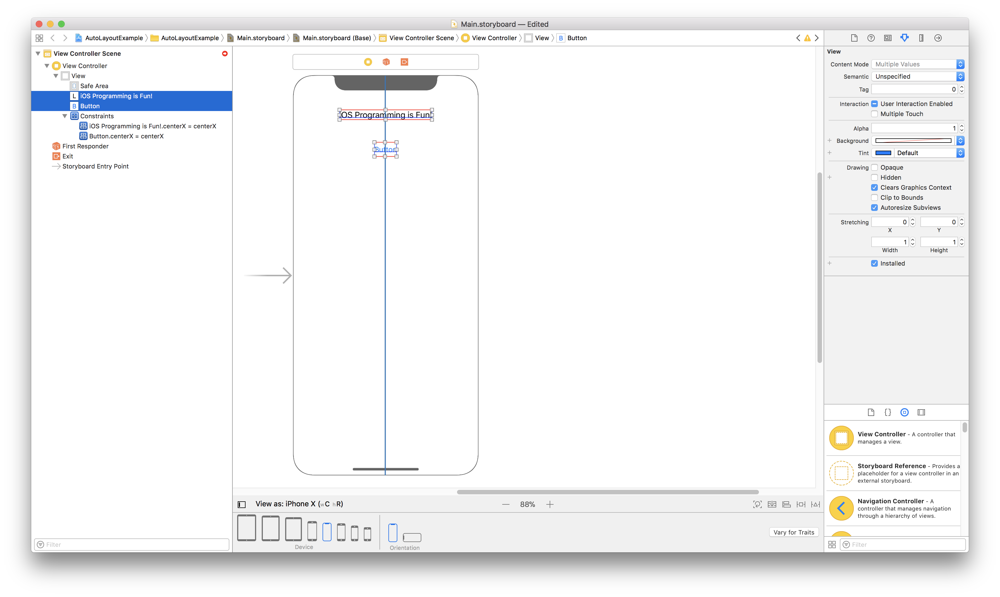 Main.storyboard — Edited
AutoLayoutExample
AutoLayoutExample
Main.storyboard
Main.storyboard (Base)
View Controller Scene
View Controller
View
B Button
View Controller Scene
View Controller
View
Safe Area
L iOS Programming is Fun!
B Button
Constraints
iOS Programming is Fun!.centerX = centerX
Button.centerX = centerX
First Responder
Exit
Storyboard Entry Point
Filter
iOS Programming is Fun!
Button
View as: iPhone X (wC hR)
88%
Device
Orientation
Vary for Traits
View
Content Mode Multiple Values
Semantic Unspecified
Tag 0
Interaction User Interaction Enabled
Multiple Touch
Alpha 1
Background
Tint Default
Drawing Opaque
Hidden
Clears Graphics Context
Clip to Bounds
Autoresize Subviews
Stretching 0 0
X Y
1 1
Width Height
Installed
{}
View Controller - A controller that
manages a view.
Storyboard Reference - Provides a
placeholder for a view controller in an
external storyboard.
Navigation Controller - A
controller that manages navigation
through a hierarchy of views.
Filter